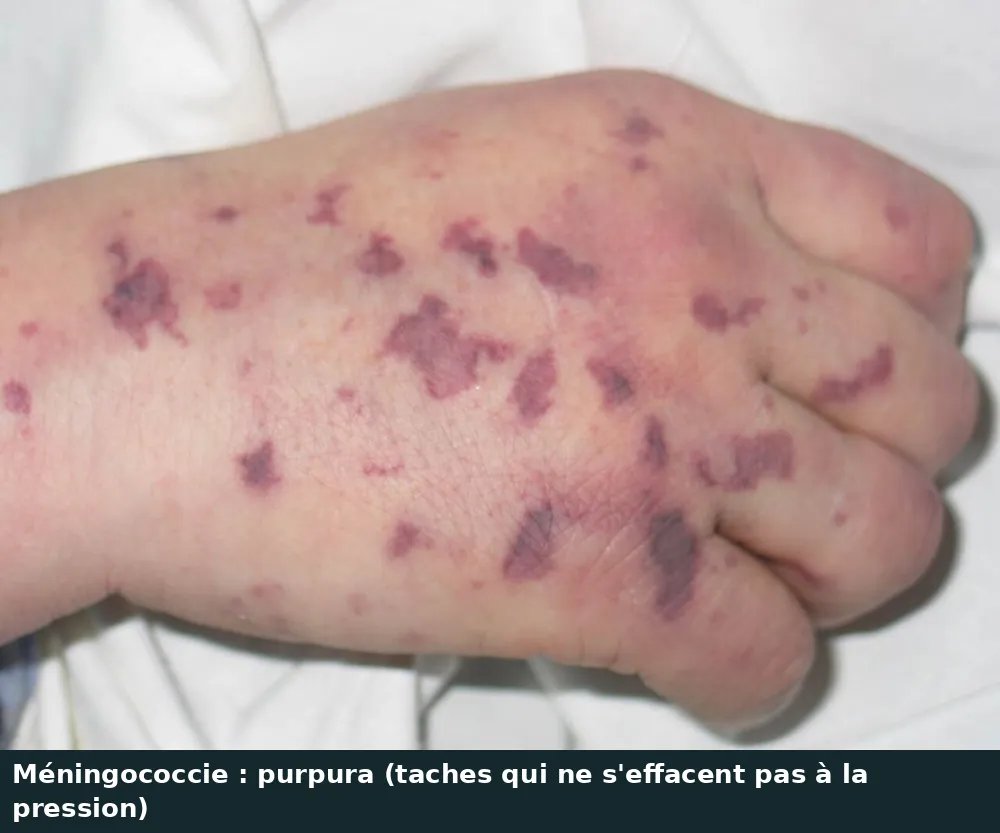 Méningococcie : purpura (taches qui ne s'effacent pas à la
pression)